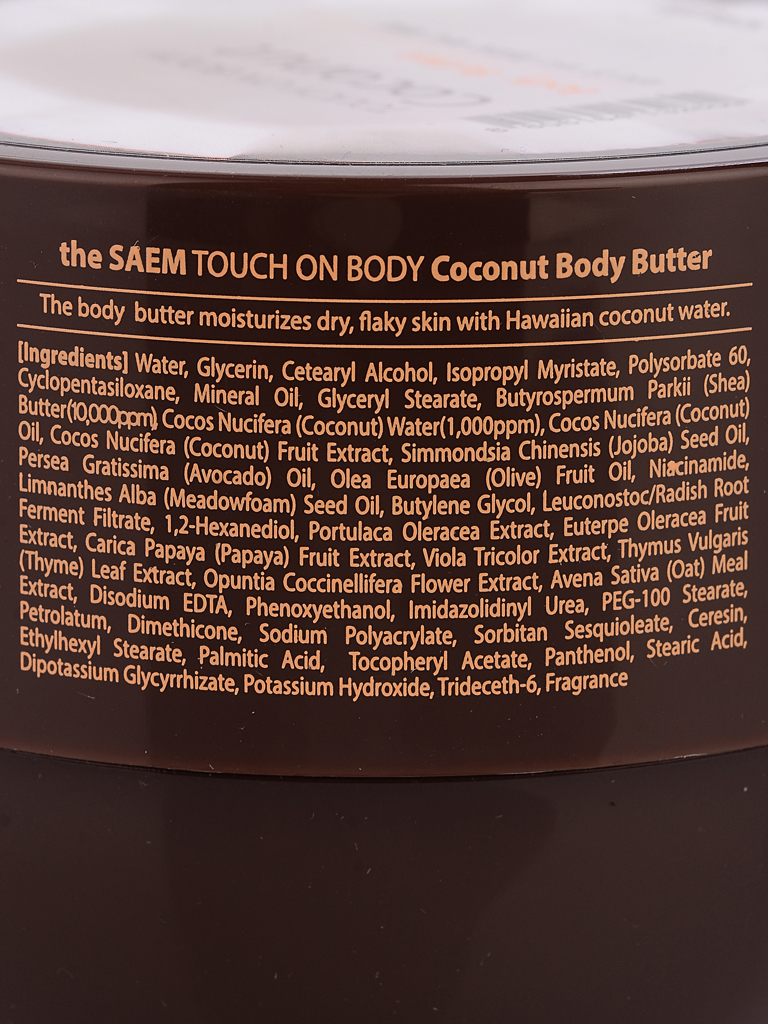 the SAEM TOUCH ON BODY Coconut Body Butter
The body butter moisturizes dry, flaky skin with Hawaiian coconut water.
[Ingredients] Water, Glycerin, Cetearyl Alcohol, Isopropyl Myristate, Polysorbate 60,
Cyclopentasiloxane, Mineral Oil, Glyceryl Stearate, Butyrospermum Parkii (Shea)
Butter(10,000ppm), Cocos Nucifera (Coconut) Water(1,000ppm), Cocos Nucifera (Coconut)
Oil, Cocos Nucifera (Coconut) Fruit Extract, Simmondsia Chinensis (Jojoba) Seed Oil,
Persea Gratissima (Avocado) Oil, Olea Europaea (Olive) Fruit Oil, Niacinamide,
Limnanthes Alba (Meadowfoam) Seed Oil, Butylene Glycol, Leuconostoc/Radish Root
Ferment Filtrate, 1,2-Hexanediol, Portulaca Oleracea Extract, Euterpe Oleracea Fruit
Extract, Carica Papaya (Papaya) Fruit Extract, Viola Tricolor Extract, Thymus Vulgaris
(Thyme) Leaf Extract, Opuntia Coccinellifera Flower Extract, Avena Sativa (Oat) Meal
Extract, Disodium EDTA, Phenoxyethanol, Imidazolidinyl Urea, PEG-100 Stearate,
Petrolatum, Dimethicone, Sodium Polyacrylate, Sorbitan Sesquioleate, Ceresin,
Ethylhexyl Stearate, Palmitic Acid, Tocopheryl Acetate, Panthenol, Stearic Acid,
Dipotassium Glycyrrhizate, Potassium Hydroxide, Trideceth-6, Fragrance